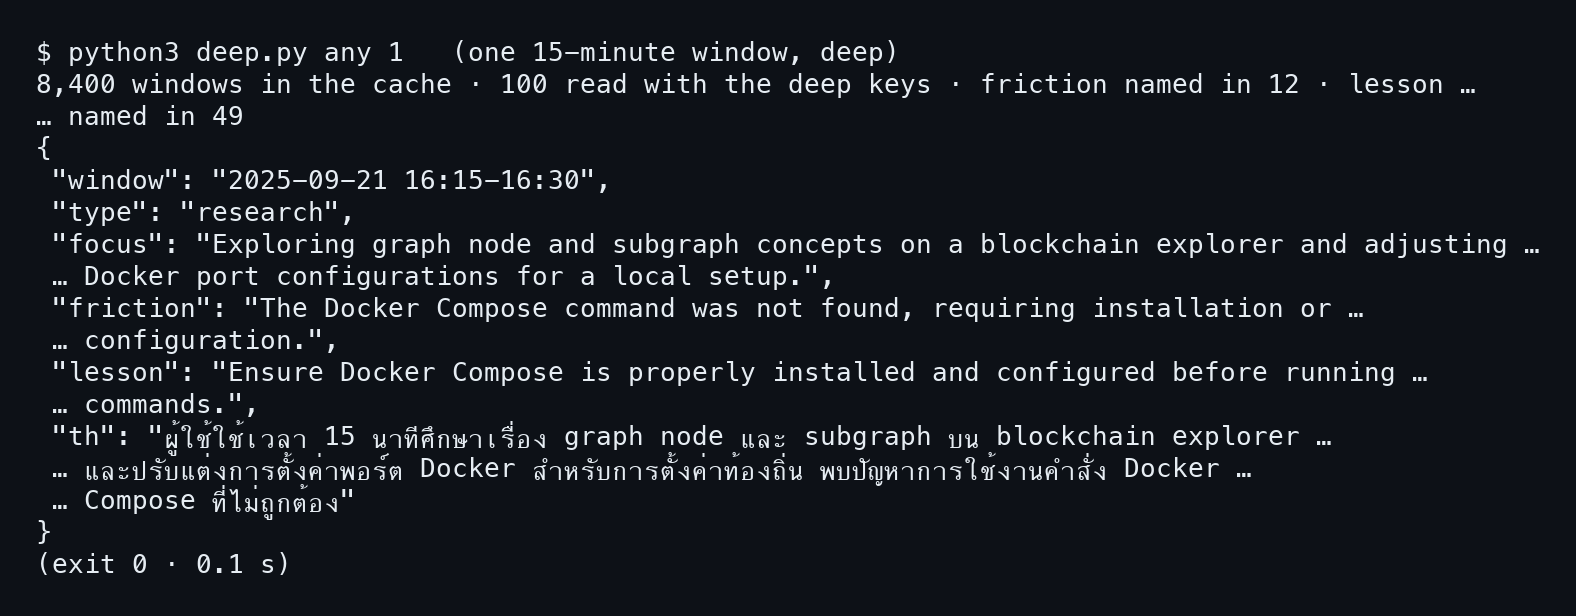 $ python3 deep.py any 1   (one 15-minute window, deep)
8,400 windows in the cache · 100 read with the deep keys · friction named in 12 · lesson …
… named in 49
{
 "window": "2025-09-21 16:15-16:30",
 "type": "research",
 "focus": "Exploring graph node and subgraph concepts on a blockchain explorer and adjusting …
 … Docker port configurations for a local setup.",
 "friction": "The Docker Compose command was not found, requiring installation or …
 … configuration.",
 "lesson": "Ensure Docker Compose is properly installed and configured before running …
 … commands.",
 "th": "ผู้ใช้ใช้เวลา 15 นาทีศึกษาเรื่อง graph node และ subgraph บน blockchain explorer …
 … และปรับแต่งการตั้งค่าพอร์ต Docker สำหรับการตั้งค่าท้องถิ่น พบปัญหาการใช้งานคำสั่ง Docker …
 … Compose ที่ไม่ถูกต้อง"
}
(exit 0 · 0.1 s)